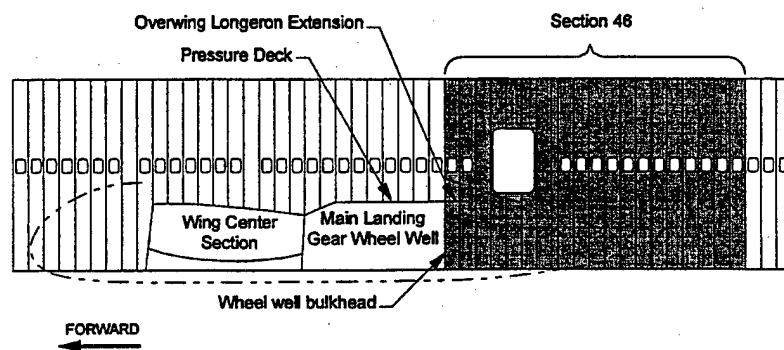 Overwing Longeron Extension
Section 46
Pressure Deck
Wing Center
Section
Main Landing
Gear Wheel Well
Wheel well bulkhead
FORWARD